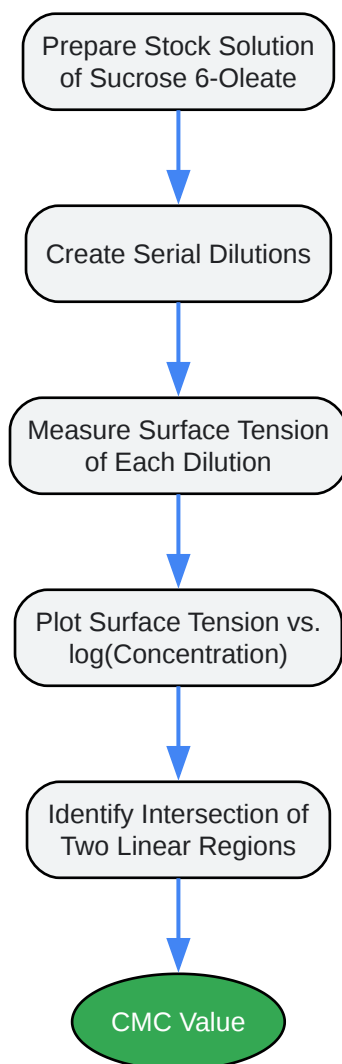 Prepare Stock Solution
of Sucrose 6-Oleate
Create Serial Dilutions
Measure Surface Tension
of Each Dilution
Plot Surface Tension vs.
log(Concentration)
Identify Intersection of
Two Linear Regions
CMC Value